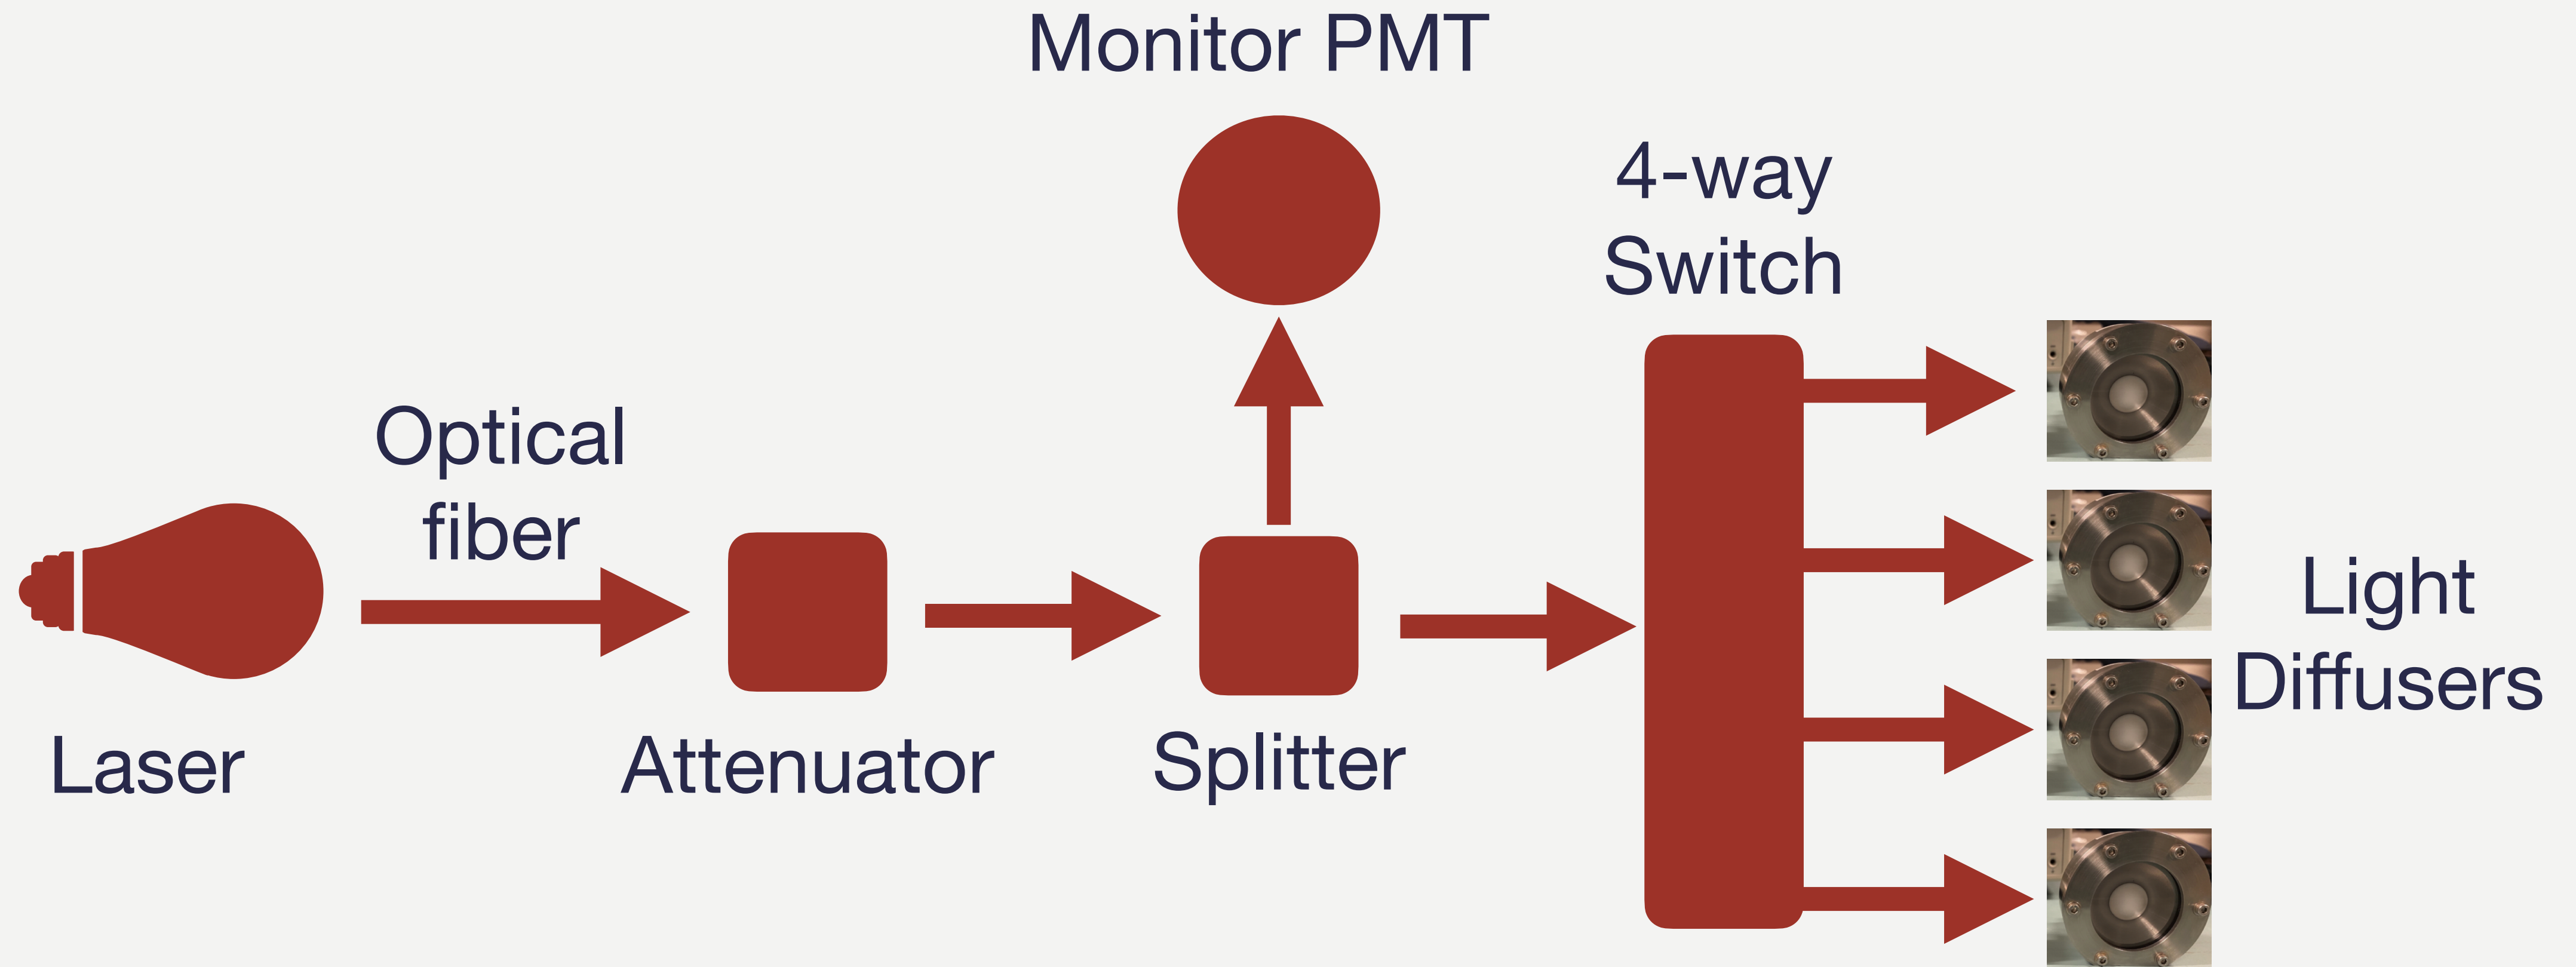 Monitor PMT
4-way
Switch
Optical
fiber
Light
Diffusers
Laser
Attenuator
Splitter